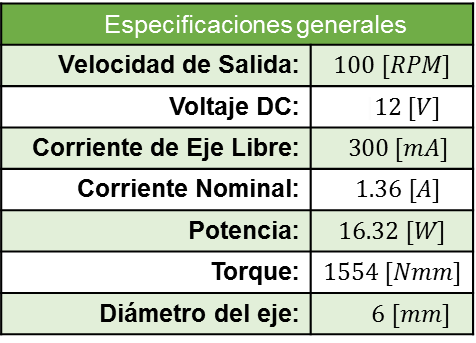 Especificaciones generales
Velocidad de Salida: 100 [RPM]
Voltaje DC: 12 [V]
Corriente de Eje Libre: 300 [mA]
Corriente Nominal: 1.36 [A]
Potencia: 16.32 [W]
Torque: 1554 [Nmm]
Diámetro del eje: 6 [mm]